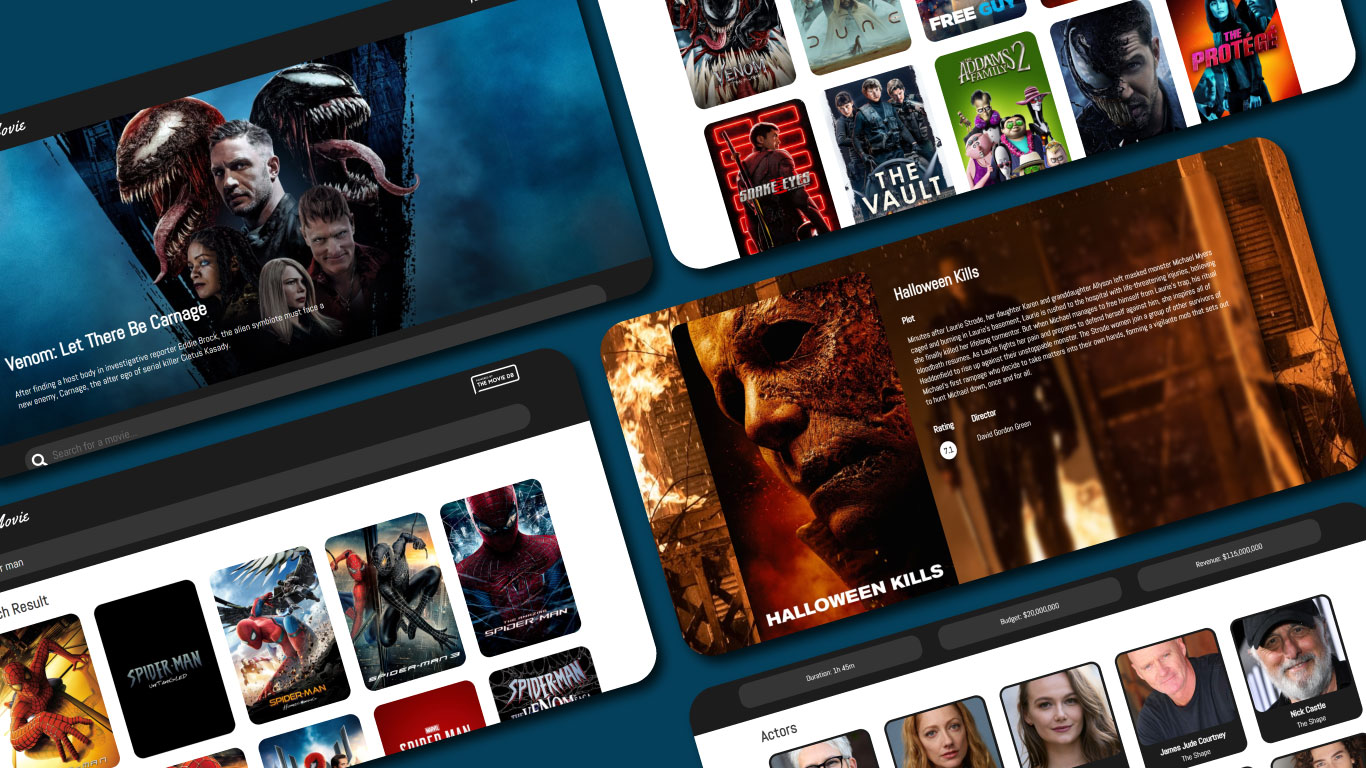 Movie
Venom: Let There Be Carnage
After finding a host body in investigative reporter Eddie Brock, the alien symbiote must face a
new enemy, Carnage, the alter ego of serial killer Cletus Kasady.
Search for a movie...
VENOM
DUNE
FREE GUY
SNAKE EYES
THE
VAULT
THE
ADDAMS
FAMILY 2
THE
PROTÉGÉ
Halloween Kills
Plot
Minutes after Laurie Strode, her daughter Karen and granddaughter Allyson left masked monster Michael Myers
caged and burning in Laurie's basement, Laurie is rushed to the hospital with life-threatening injuries, believing
she finally killed her lifelong tormentor. But when Michael manages to free himself from Laurie's trap, his ritual
bloodbath resumes. As Laurie fights her pain and prepares to defend herself against him, she inspires all of
Haddonfield to rise up against their unstoppable monster. The Strode women join a group of other survivors of
Michael's first rampage who decide to take matters into their own hands, forming a vigilante mob that sets out
to hunt Michael down, once and for all.
Rating
Director
7.1
David Gordon Green
HALLOWEEN KILLS
THE MOVIE DB
Movie
r man
ch Result
SPIDER-MAN
UNTANGLED
SPIDER-MAN
HOMECOMING
SPIDER-MAN 3
THE AMAZING
SPIDER-MAN
MARVEL
SPIDER-MAN
SPIDER-MAN
THE VENOM
Duration: 1h 45m
Budget: $20,000,000
Revenue: $115,000,000
Actors
James Jude Courtney
The Shape
Nick Castle
The Shape